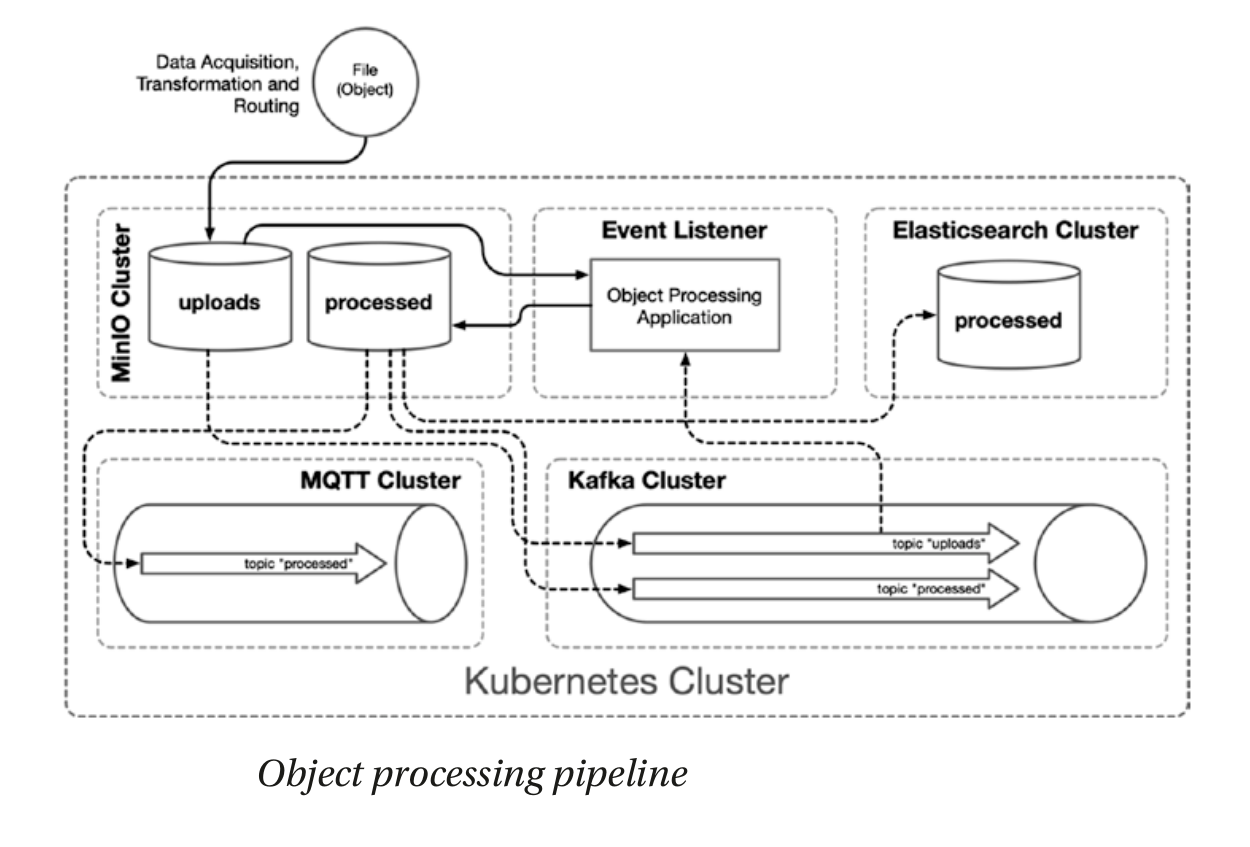 Data Acquisition,
Transformation and
Routing
File
(Object)
MinIO Cluster
uploads
processed
Event Listener
Object Processing
Application
Elasticsearch Cluster
processed
MQTT Cluster
topic "processed"
Kafka Cluster
topic "uploads"
topic "processed"
Kubernetes Cluster
Object processing pipeline